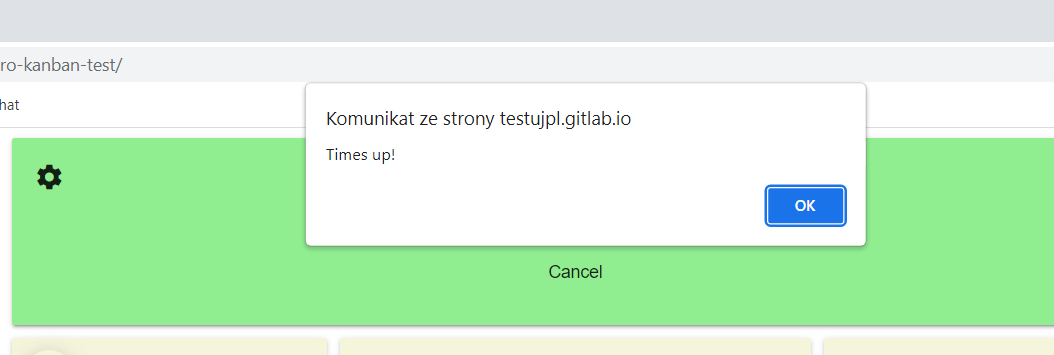 ro-kanban-test/
hat
Komunikat ze strony testujpl.gitlab.io
Times up!
OK
Cancel